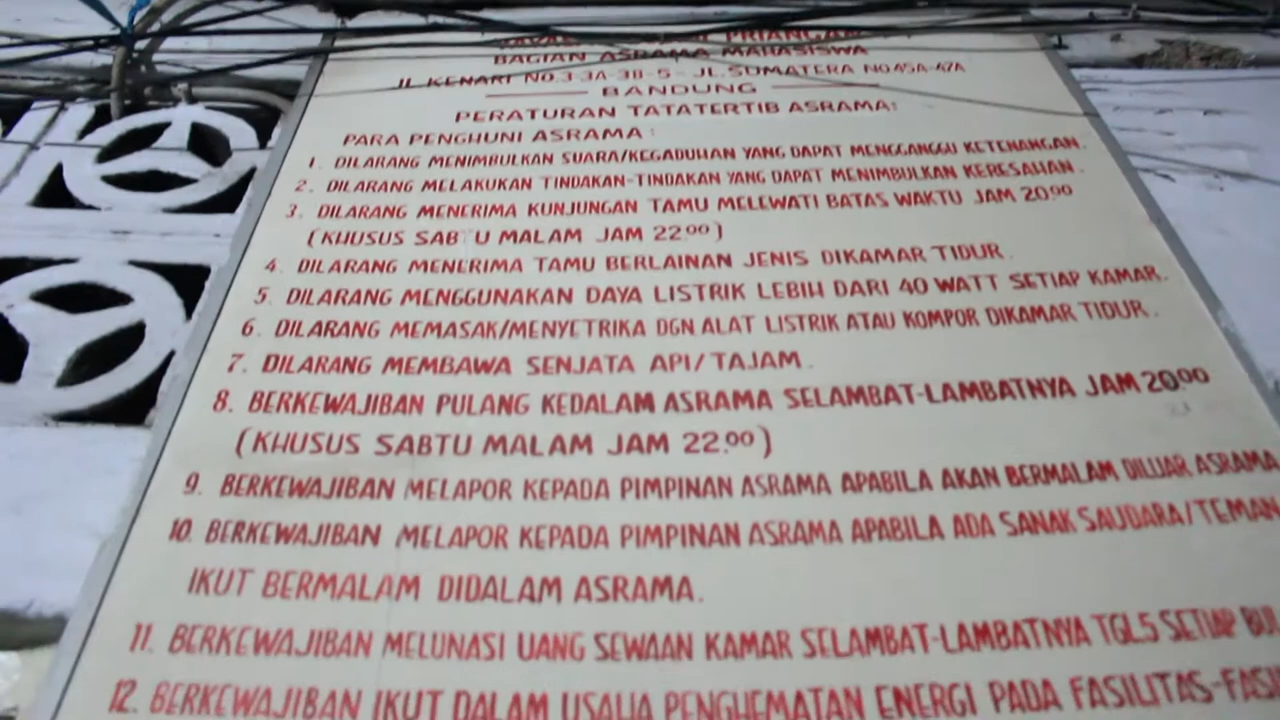 PRIANGAN
BAGIAN ASRAMA MAHASISWA
JL. KENARI NO.3-3A-3B-5 - JL. SUMATERA NO.45A-47A
BANDUNG
PERATURAN TATATERTIB ASRAMA:
PARA PENGHUNI ASRAMA :
1. DILARANG MENIMBULKAN SUARA/KEGADUHAN YANG DAPAT MENGGANGGU KETENANGAN.
2. DILARANG MELAKUKAN TINDAKAN-TINDAKAN YANG DAPAT MENIMBULKAN KERESAHAN.
3. DILARANG MENERIMA KUNJUNGAN TAMU MELEWATI BATAS WAKTU JAM 20.00
(KHUSUS SABTU MALAM JAM 22.00)
4. DILARANG MENERIMA TAMU BERLAINAN JENIS DIKAMAR TIDUR.
5. DILARANG MENGGUNAKAN DAYA LISTRIK LEBIH DARI 40 WATT SETIAP KAMAR.
6. DILARANG MEMASAK/MENYETRIKA DGN ALAT LISTRIK ATAU KOMPOR DIKAMAR TIDUR.
7. DILARANG MEMBAWA SENJATA API/TAJAM.
8. BERKEWAJIBAN PULANG KEDALAM ASRAMA SELAMBAT-LAMBATNYA JAM 20.00
(KHUSUS SABTU MALAM JAM 22.00)
9. BERKEWAJIBAN MELAPOR KEPADA PIMPINAN ASRAMA APABILA AKAN BERMALAM DILUAR ASRAMA
10. BERKEWAJIBAN MELAPOR KEPADA PIMPINAN ASRAMA APABILA ADA SANAK SAUDARA/TEMAN
IKUT BERMALAM DIDALAM ASRAMA.
11. BERKEWAJIBAN MELUNASI UANG SEWAAN KAMAR SELAMBAT-LAMBATNYA TGL5 SETIAP
12. BERKEWAJIBAN IKUT DALAM USAHA PENGHEMATAN ENERGI PADA FASILITAS-